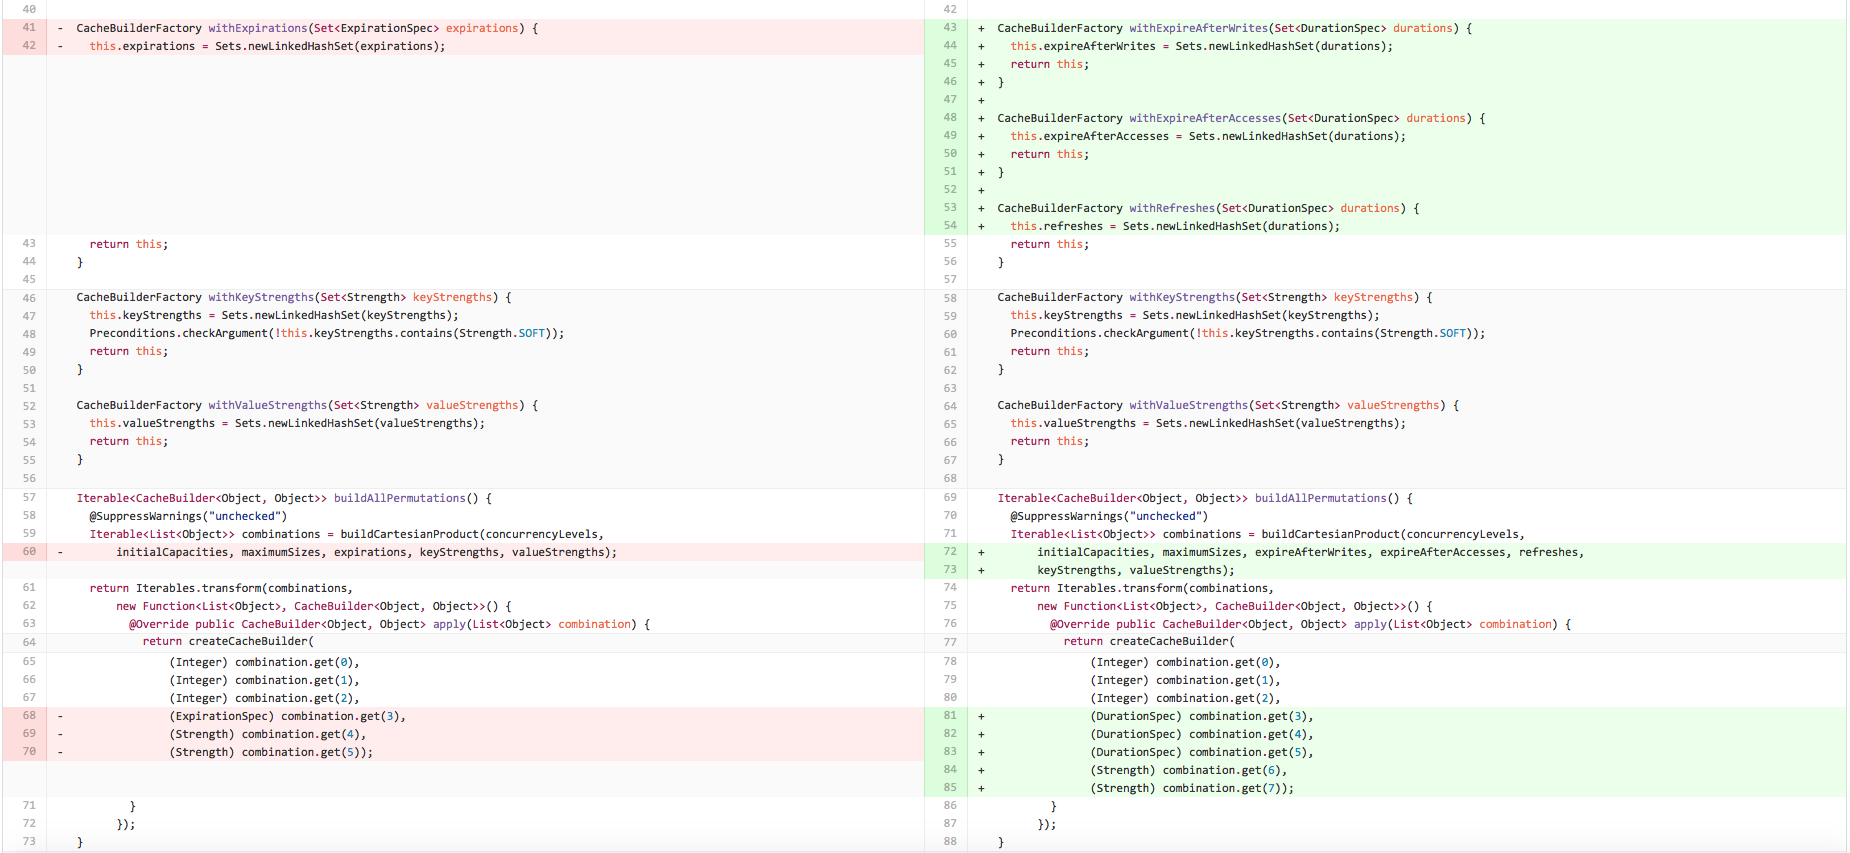 40
41 - CacheBuilderFactory withExpirations(Set<ExpirationSpec> expirations) {
42 - this.expirations = Sets.newLinkedHashSet(expirations);
43 return this;
44 }
45
46 CacheBuilderFactory withKeyStrengths(Set<Strength> keyStrengths) {
47 this.keyStrengths = Sets.newLinkedHashSet(keyStrengths);
48 Preconditions.checkArgument(!this.keyStrengths.contains(Strength.SOFT));
49 return this;
50 }
51
52 CacheBuilderFactory withValueStrengths(Set<Strength> valueStrengths) {
53 this.valueStrengths = Sets.newLinkedHashSet(valueStrengths);
54 return this;
55 }
56
57 Iterable<CacheBuilder<Object, Object>> buildAllPermutations() {
58 @SuppressWarnings("unchecked")
59 Iterable<List<Object>> combinations = buildCartesianProduct(concurrencyLevels,
60 - initialCapacities, maximumSizes, expirations, keyStrengths, valueStrengths);
61 return Iterables.transform(combinations,
62 new Function<List<Object>, CacheBuilder<Object, Object>>() {
63 @Override public CacheBuilder<Object, Object> apply(List<Object> combination) {
64 return createCacheBuilder(
65 (Integer) combination.get(0),
66 (Integer) combination.get(1),
67 (Integer) combination.get(2),
68 - (ExpirationSpec) combination.get(3),
69 - (Strength) combination.get(4),
70 - (Strength) combination.get(5));
71 }
72 });
73 }
42
43 + CacheBuilderFactory withExpireAfterWrites(Set<DurationSpec> durations) {
44 + this.expireAfterWrites = Sets.newLinkedHashSet(durations);
45 + return this;
46 + }
47 +
48 + CacheBuilderFactory withExpireAfterAccesses(Set<DurationSpec> durations) {
49 + this.expireAfterAccesses = Sets.newLinkedHashSet(durations);
50 + return this;
51 + }
52 +
53 + CacheBuilderFactory withRefreshes(Set<DurationSpec> durations) {
54 + this.refreshes = Sets.newLinkedHashSet(durations);
55 return this;
56 }
57
58 CacheBuilderFactory withKeyStrengths(Set<Strength> keyStrengths) {
59 this.keyStrengths = Sets.newLinkedHashSet(keyStrengths);
60 Preconditions.checkArgument(!this.keyStrengths.contains(Strength.SOFT));
61 return this;
62 }
63
64 CacheBuilderFactory withValueStrengths(Set<Strength> valueStrengths) {
65 this.valueStrengths = Sets.newLinkedHashSet(valueStrengths);
66 return this;
67 }
68
69 Iterable<CacheBuilder<Object, Object>> buildAllPermutations() {
70 @SuppressWarnings("unchecked")
71 Iterable<List<Object>> combinations = buildCartesianProduct(concurrencyLevels,
72 + initialCapacities, maximumSizes, expireAfterWrites, expireAfterAccesses, refreshes,
73 + keyStrengths, valueStrengths);
74 return Iterables.transform(combinations,
75 new Function<List<Object>, CacheBuilder<Object, Object>>() {
76 @Override public CacheBuilder<Object, Object> apply(List<Object> combination) {
77 return createCacheBuilder(
78 (Integer) combination.get(0),
79 (Integer) combination.get(1),
80 (Integer) combination.get(2),
81 + (DurationSpec) combination.get(3),
82 + (DurationSpec) combination.get(4),
83 + (DurationSpec) combination.get(5),
84 + (Strength) combination.get(6),
85 + (Strength) combination.get(7));
86 }
87 });
88 }